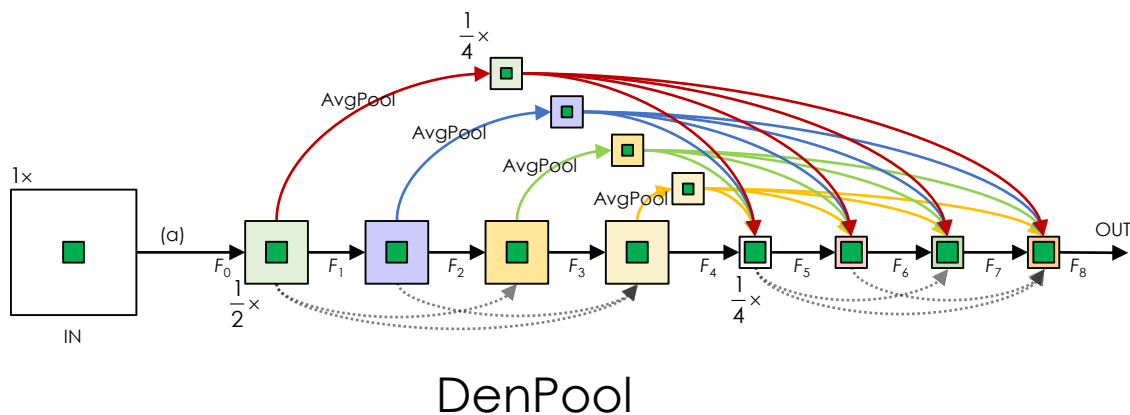 1
4
×
AvgPool
AvgPool
AvgPool
AvgPool
1×
(a)
OUT
F0
F1
F2
F3
F4
F5
F6
F7
F8
1
2
×
1
4
×
IN
DenPool